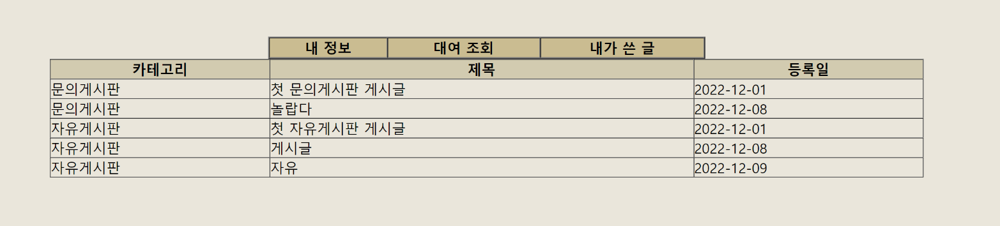 내 정보 대여 조회 내가 쓴 글
카테고리 제목 등록일
문의게시판 첫 문의게시판 게시글 2022-12-01
문의게시판 놀랍다 2022-12-08
자유게시판 첫 자유게시판 게시글 2022-12-01
자유게시판 게시글 2022-12-08
자유게시판 자유 2022-12-09